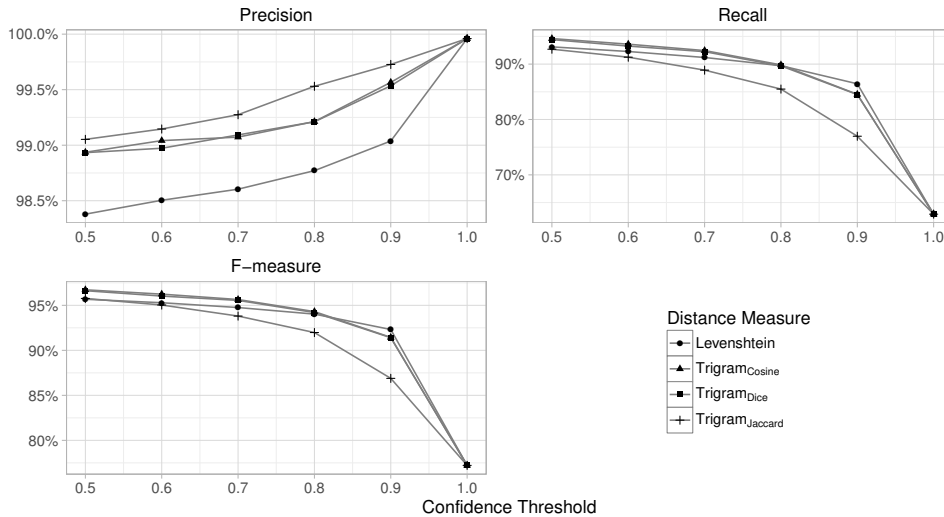 Precision
100.0%
99.5%
99.0%
98.5%
0.5 0.6 0.7 0.8 0.9 1.0
Recall
90%
80%
70%
0.5 0.6 0.7 0.8 0.9 1.0
F−measure
95%
90%
85%
80%
0.5 0.6 0.7 0.8 0.9 1.0
Confidence Threshold
Distance Measure
Levenshtein
TrigramCosine
TrigramDice
TrigramJaccard